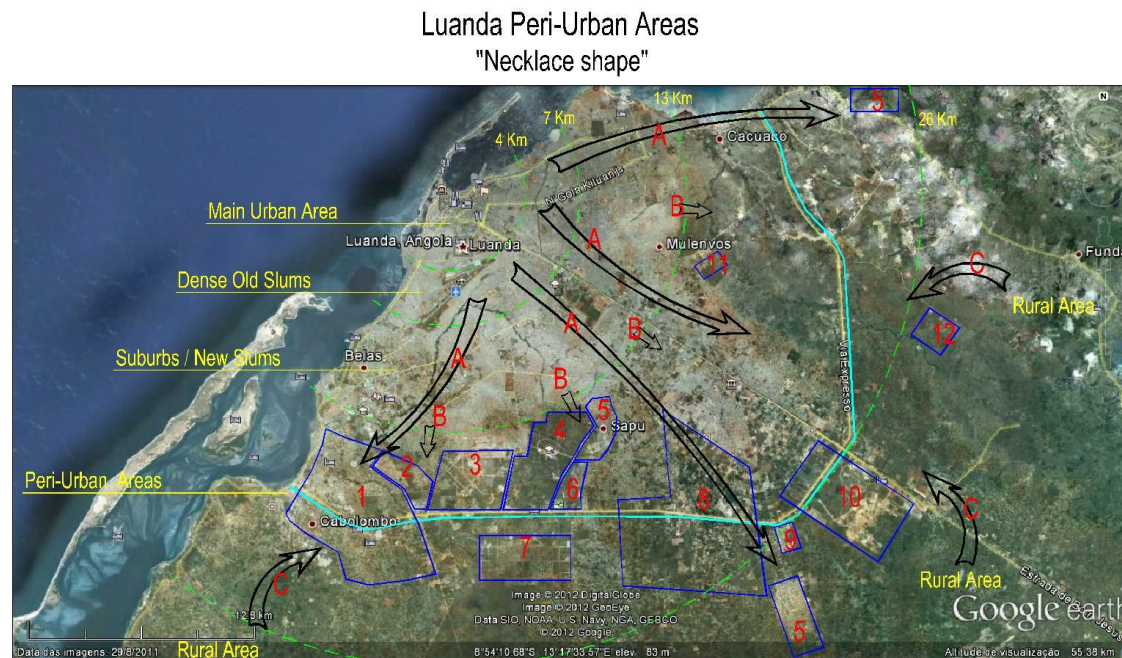 Luanda Peri-Urban Areas
"Necklace shape"
N
5
13 Km
26 Km
7 Km
4 Km
A
Cacuaco
N'Gola Kiluanje
Main Urban Area
B
Luanda, Angola
Luanda
A
Mulenvos
Funda
11
C
Rural Area
Dense Old Slums
A
B
12
Via Expresso
Suburbs / New Slums
Belas
A
B
B
5
4
Sapu
Peri-Urban Areas
1
2
3
6
8
10
Cabolombo
C
9
7
C
Rural Area
5
12.8 km
Rural Area
Image © 2012 DigitalGlobe
Image © 2012 GeoEye
Data SIO, NOAA, U.S. Navy, NGA, GEBCO
© 2012 Google
Google earth
Data das imagens: 29/8/2011
8°54'10.68"S 13°17'33.57"E elev 83 m
Altitude de visualização 55.38 km